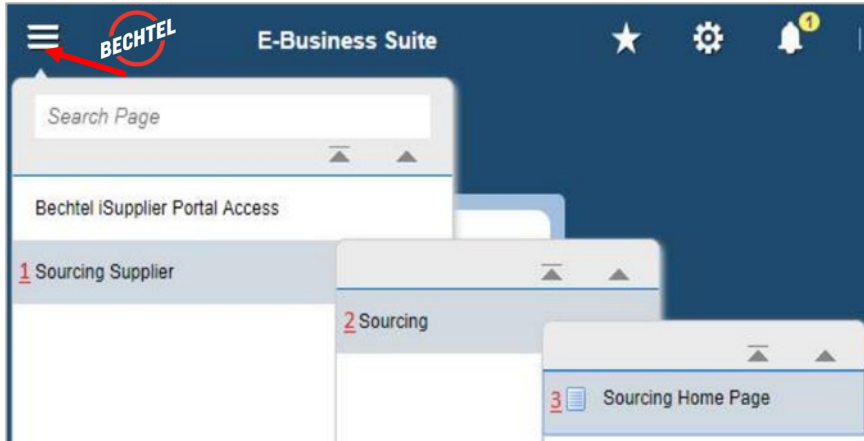 BECHTEL
E-Business Suite
1
Search Page
Bechtel iSupplier Portal Access
1 Sourcing Supplier
2 Sourcing
3 Sourcing Home Page